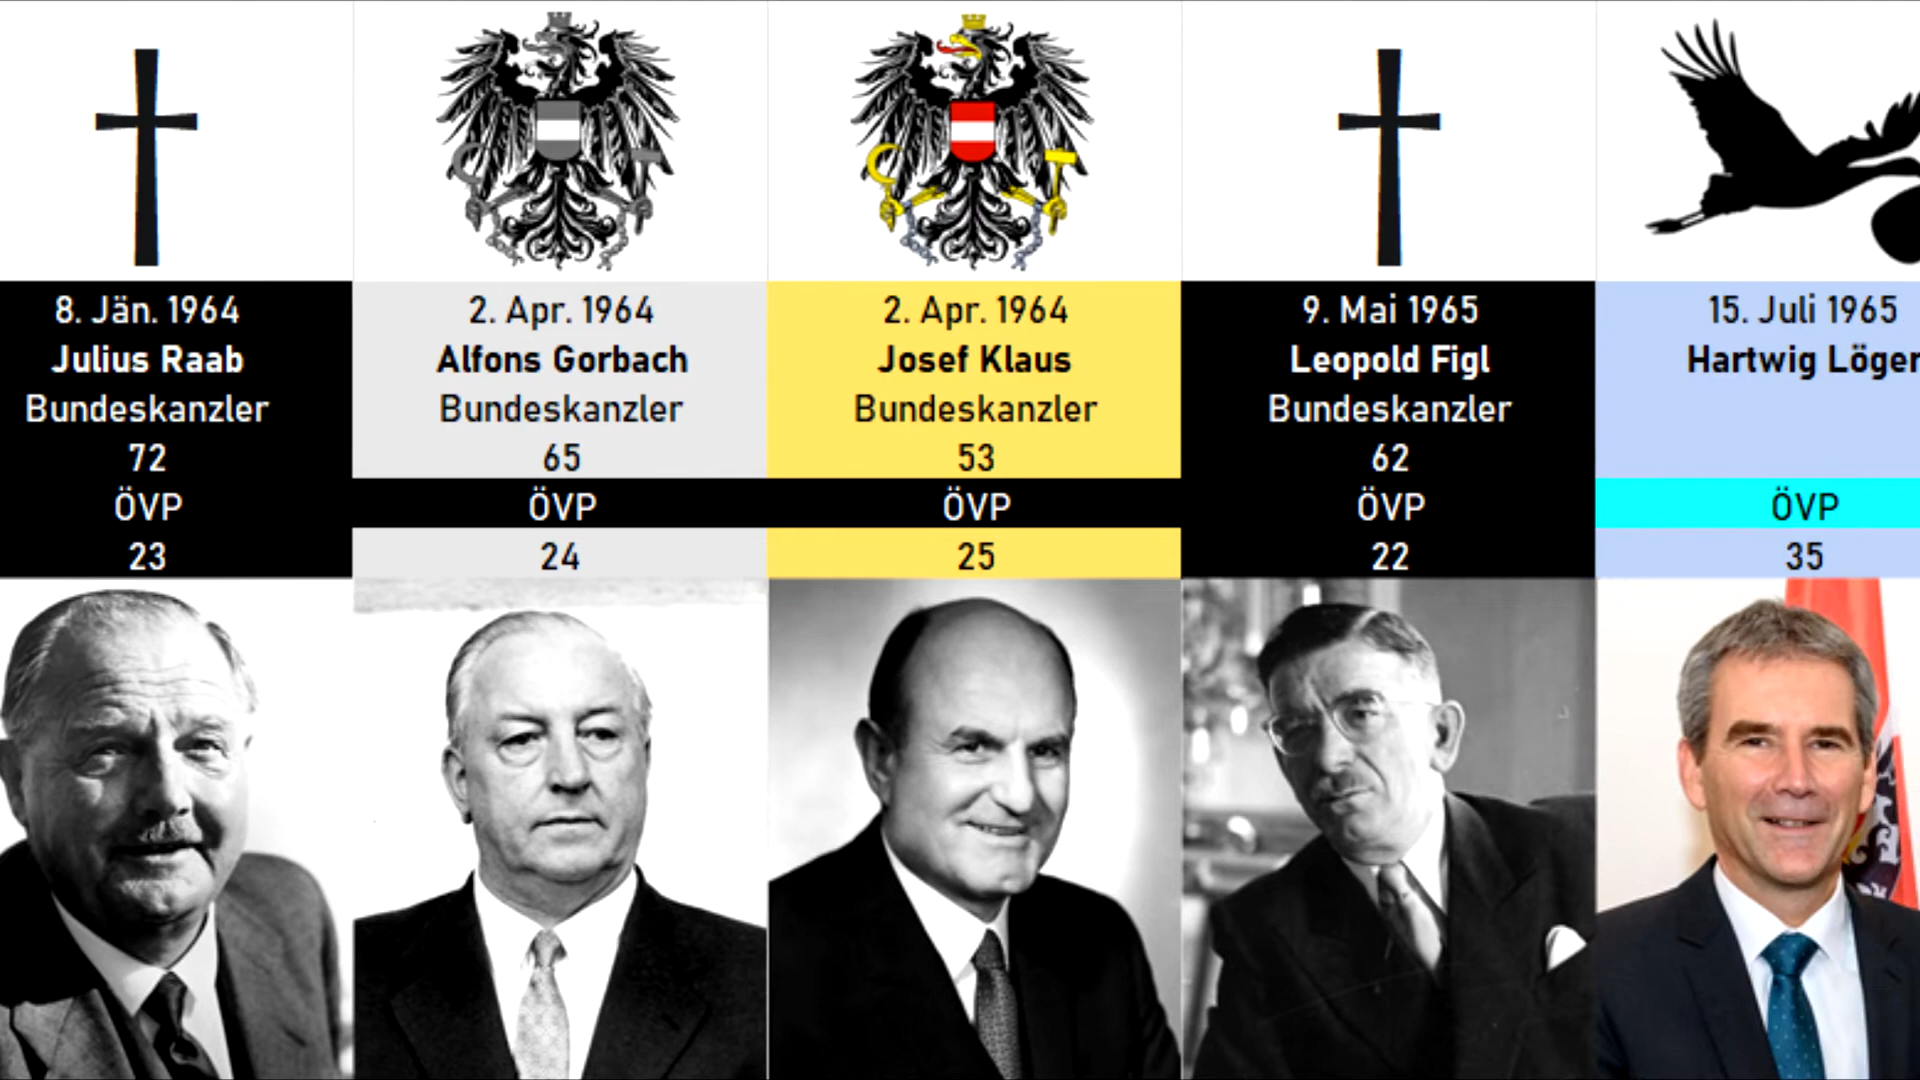 8. Jän. 1964
Julius Raab
Bundeskanzler
72
ÖVP
23
2. Apr. 1964
Alfons Gorbach
Bundeskanzler
65
ÖVP
24
2. Apr. 1964
Josef Klaus
Bundeskanzler
53
ÖVP
25
9. Mai 1965
Leopold Figl
Bundeskanzler
62
ÖVP
22
15. Juli 1965
Hartwig Löger
ÖVP
35